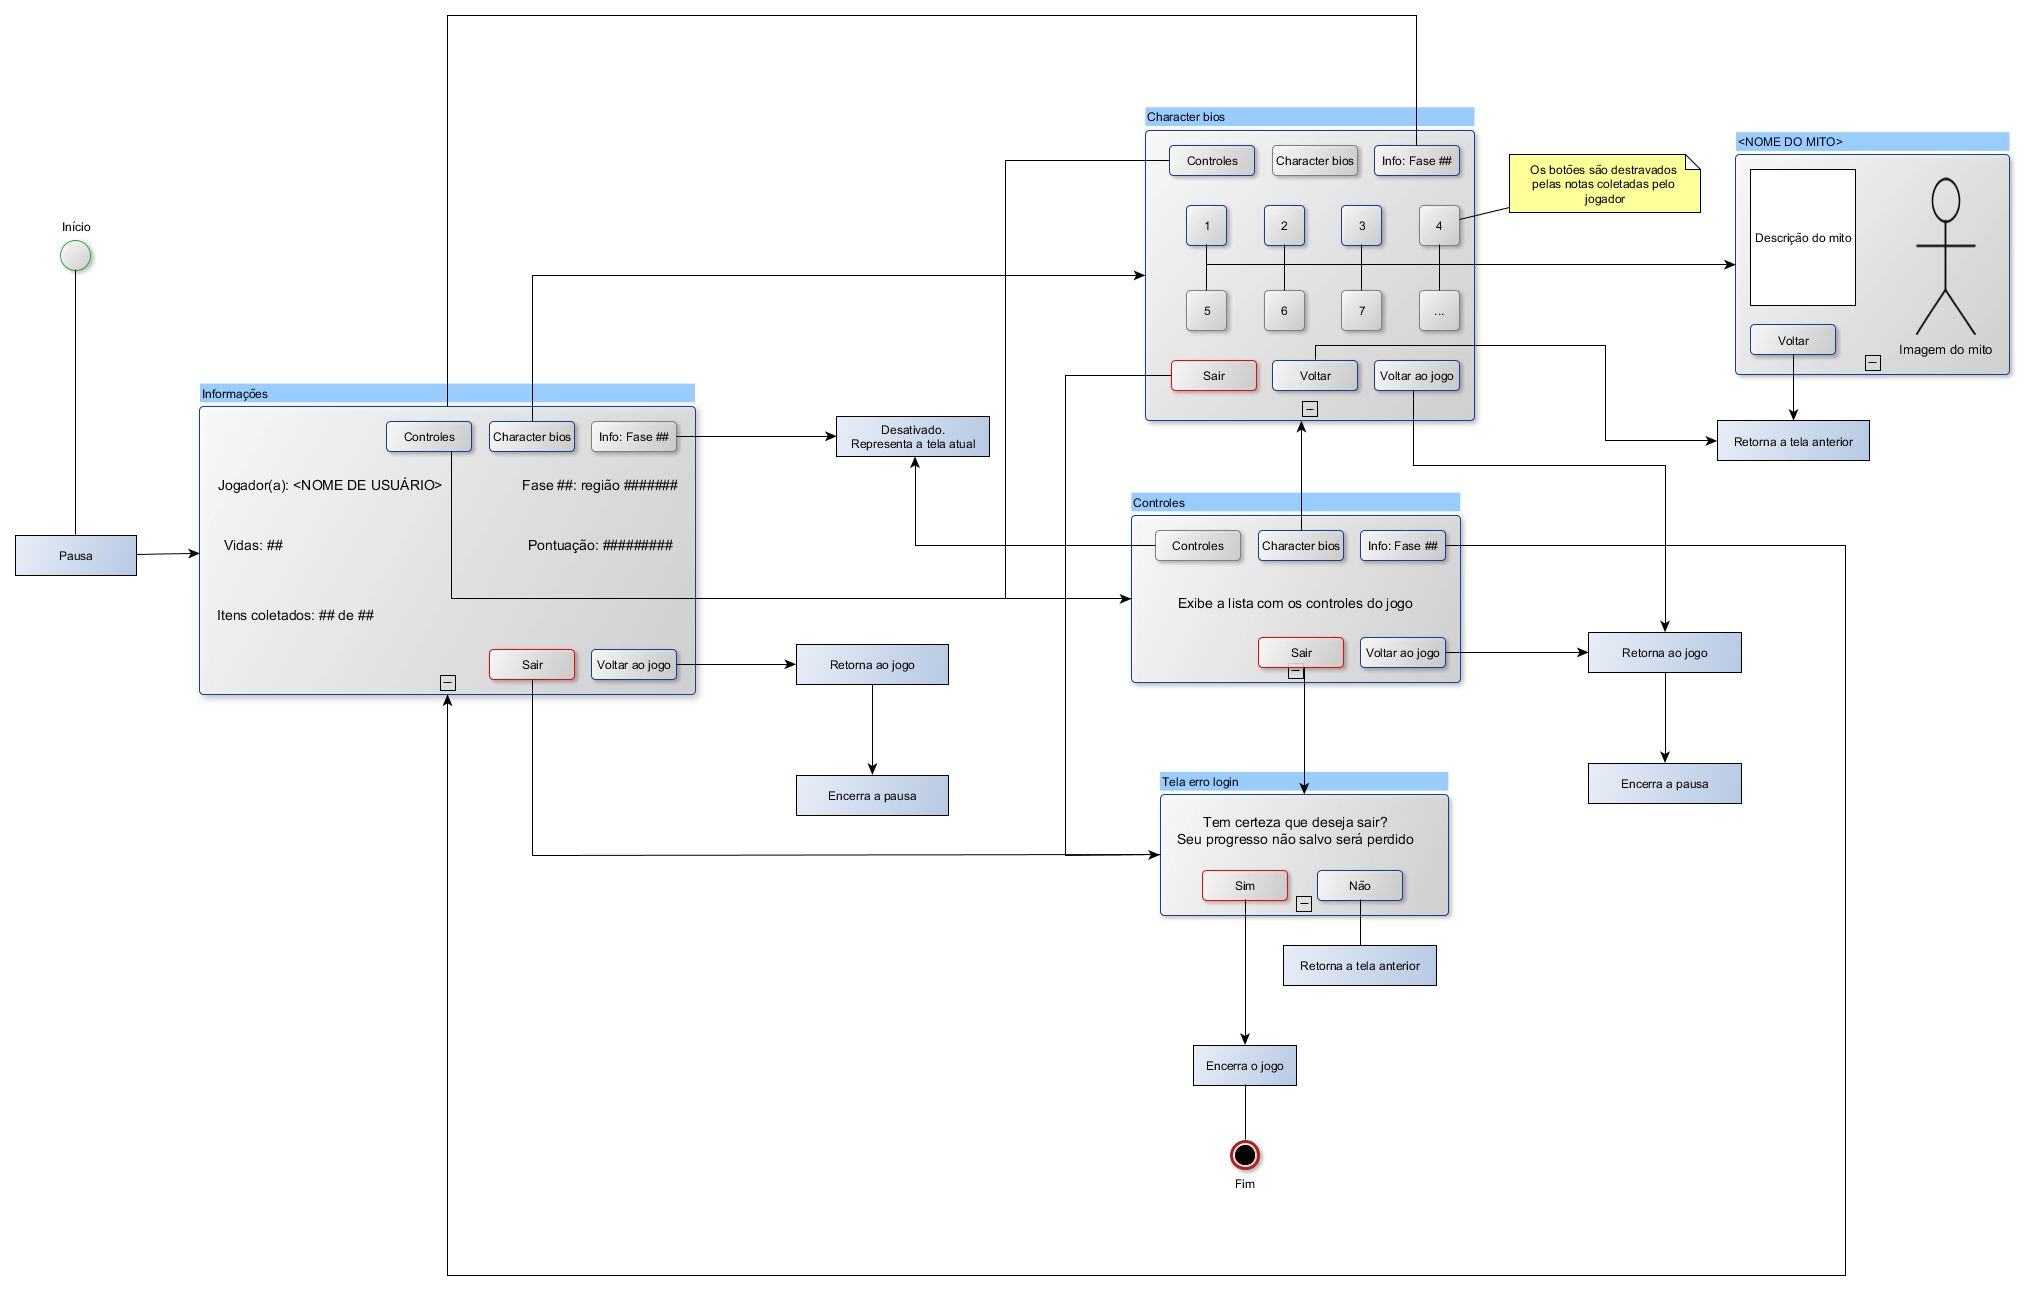 Início
Pausa
Informações
Controles
Character bios
Info: Fase ##
Jogador(a): <NOME DE USUÁRIO>
Fase ##: região #######
Vidas: ##
Pontuação: #########
Itens coletados: ## de ##
Sair
Voltar ao jogo
Desativado.
Representa a tela atual
Retorna ao jogo
Encerra a pausa
Character bios
Controles
Character bios
Info: Fase ##
1
2
3
4
5
6
7
...
Sair
Voltar
Voltar ao jogo
Os botões são destravados
pelas notas coletadas pelo
jogador
<NOME DO MITO>
Descrição do mito
Voltar
Imagem do mito
Retorna a tela anterior
Controles
Controles
Character bios
Info: Fase ##
Exibe a lista com os controles do jogo
Sair
Voltar ao jogo
Retorna ao jogo
Encerra a pausa
Tela erro login
Tem certeza que deseja sair?
Seu progresso não salvo será perdido
Sim
Não
Retorna a tela anterior
Encerra o jogo
Fim